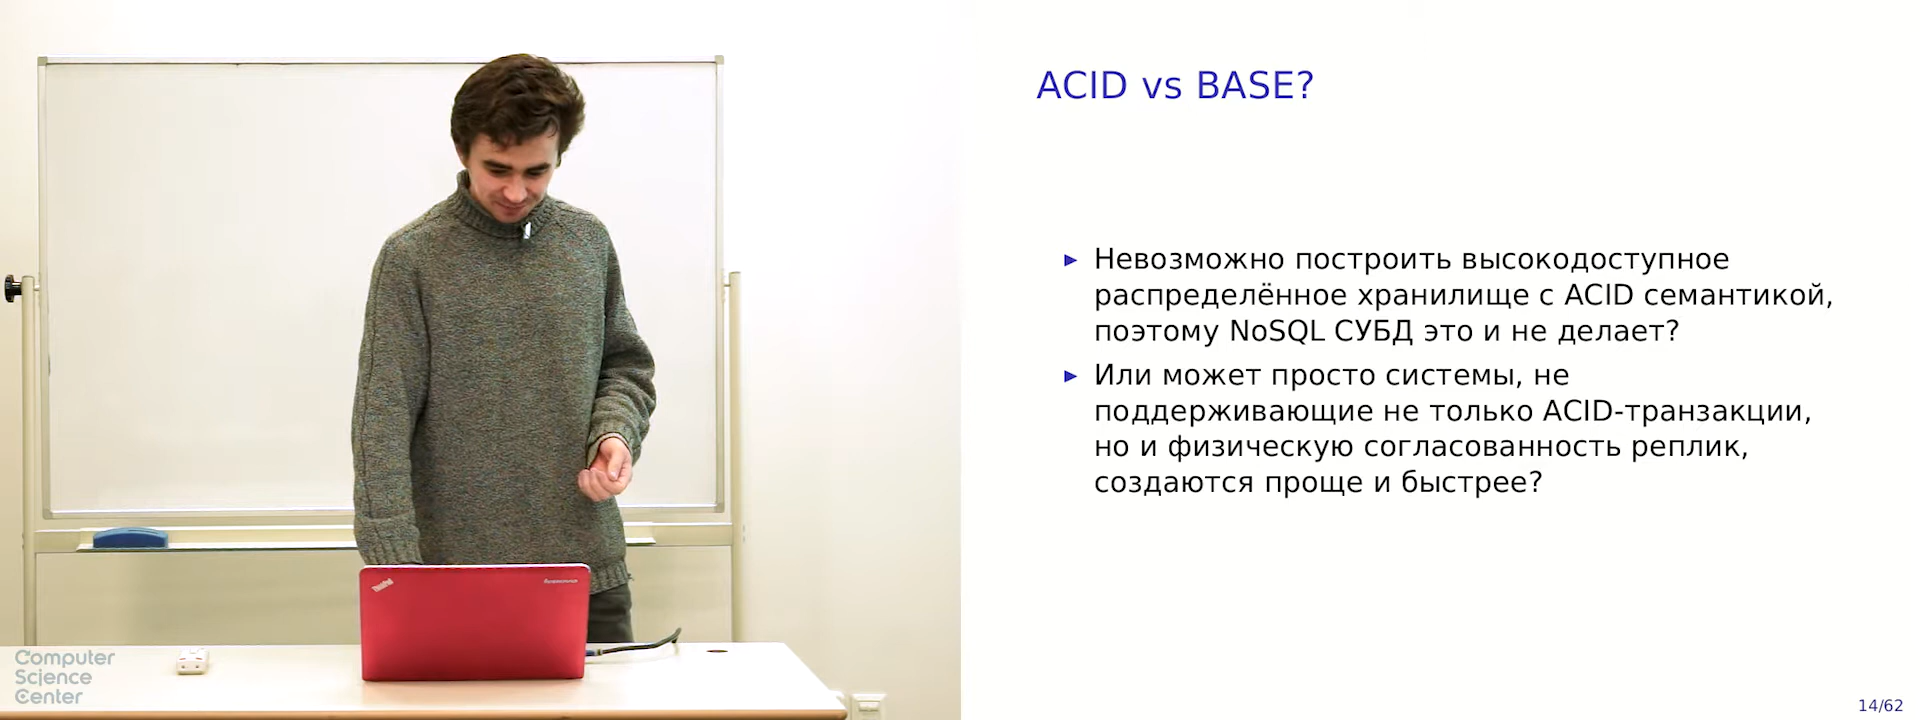 ACID vs BASE?
► Невозможно построить высокодоступное
распределённое хранилище с ACID семантикой,
поэтому NoSQL СУБД это и не делает?
► Или может просто системы, не
поддерживающие не только ACID-транзакции,
но и физическую согласованность реплик,
создаются проще и быстрее?
14/62
Computer
Science
Center